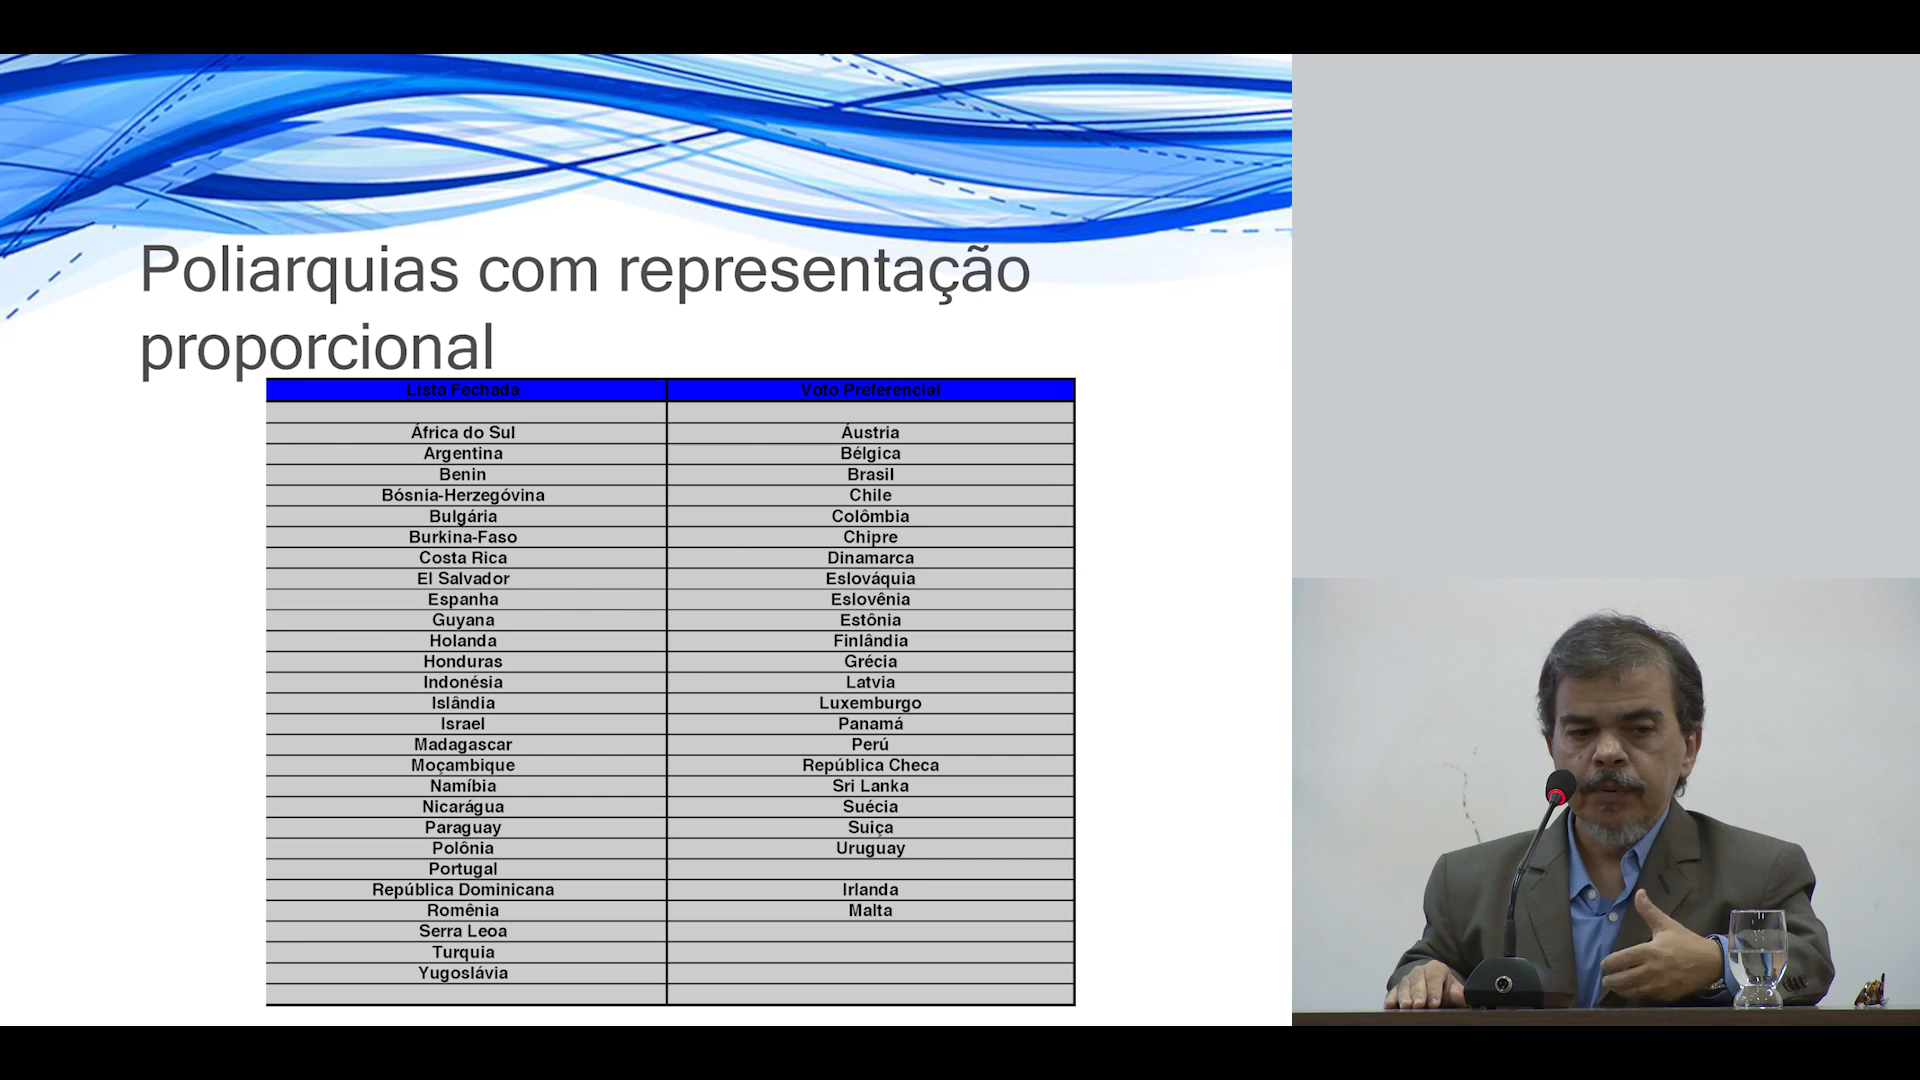 Poliarquias com representação
proporcional
Lista Fechada Voto Preferencial
África do Sul Áustria
Argentina Bélgica
Benin Brasil
Bósnia-Herzegóvina Chile
Bulgária Colômbia
Burkina-Faso Chipre
Costa Rica Dinamarca
El Salvador Eslováquia
Espanha Eslovênia
Guyana Estônia
Holanda Finlândia
Honduras Grécia
Indonésia Latvia
Islândia Luxemburgo
Israel Panamá
Madagascar Perú
Moçambique República Checa
Namíbia Sri Lanka
Nicarágua Suécia
Paraguay Suiça
Polônia Uruguay
Portugal
República Dominicana Irlanda
Romênia Malta
Serra Leoa
Turquia
Yugoslávia